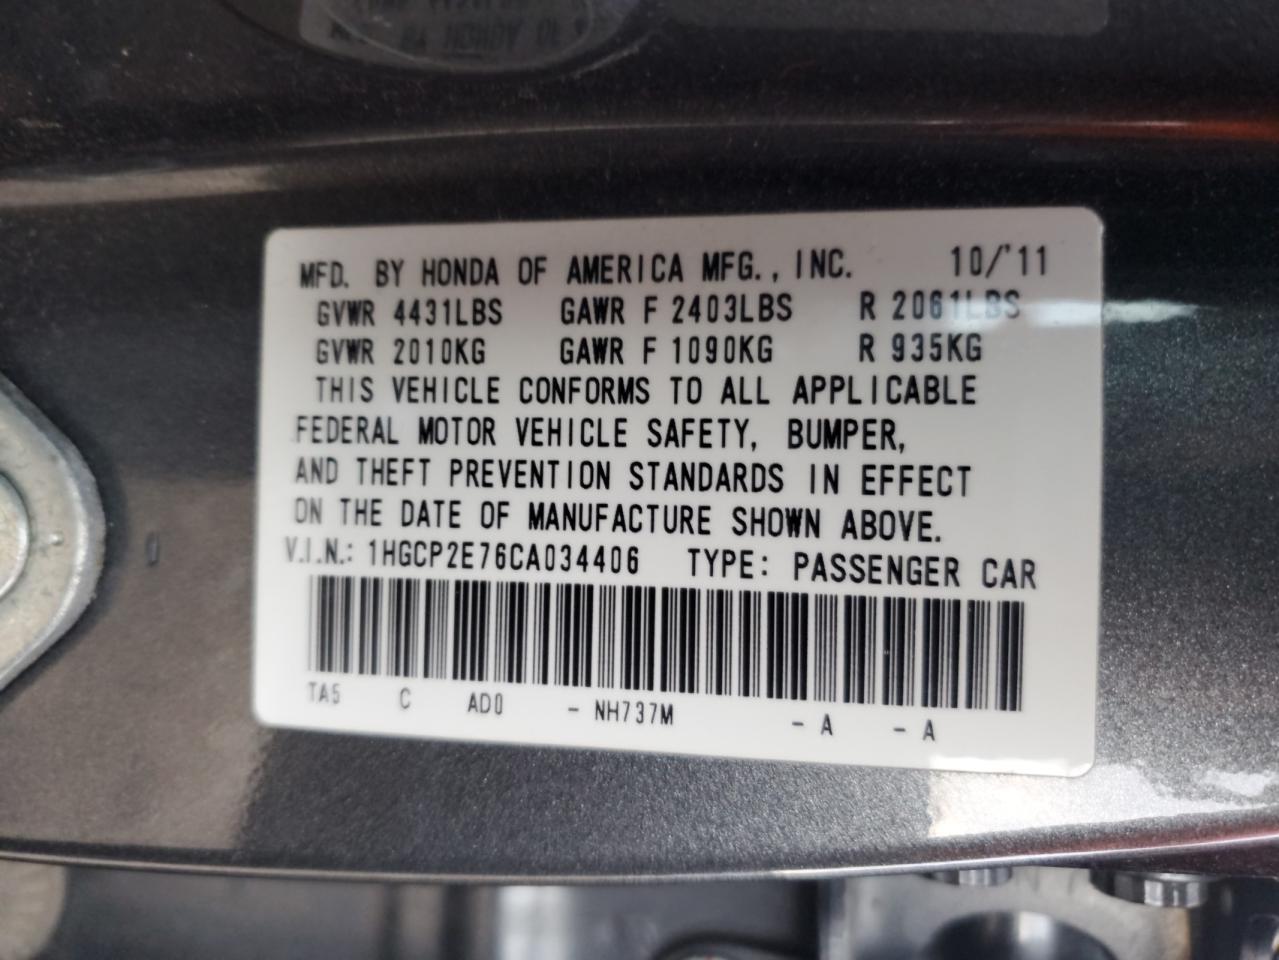 MFD. BY HONDA OF AMERICA MFG., INC. 10/'11
GVWR 4431LBS GAWR F 2403LBS R 2061LBS
GVWR 2010KG GAWR F 1090KG R 935KG
THIS VEHICLE CONFORMS TO ALL APPLICABLE
FEDERAL MOTOR VEHICLE SAFETY, BUMPER,
AND THEFT PREVENTION STANDARDS IN EFFECT
ON THE DATE OF MANUFACTURE SHOWN ABOVE.
V.I.N.: 1HGCP2E76CA034406 TYPE: PASSENGER CAR
TA5 C AD0 - NH737M - A - A